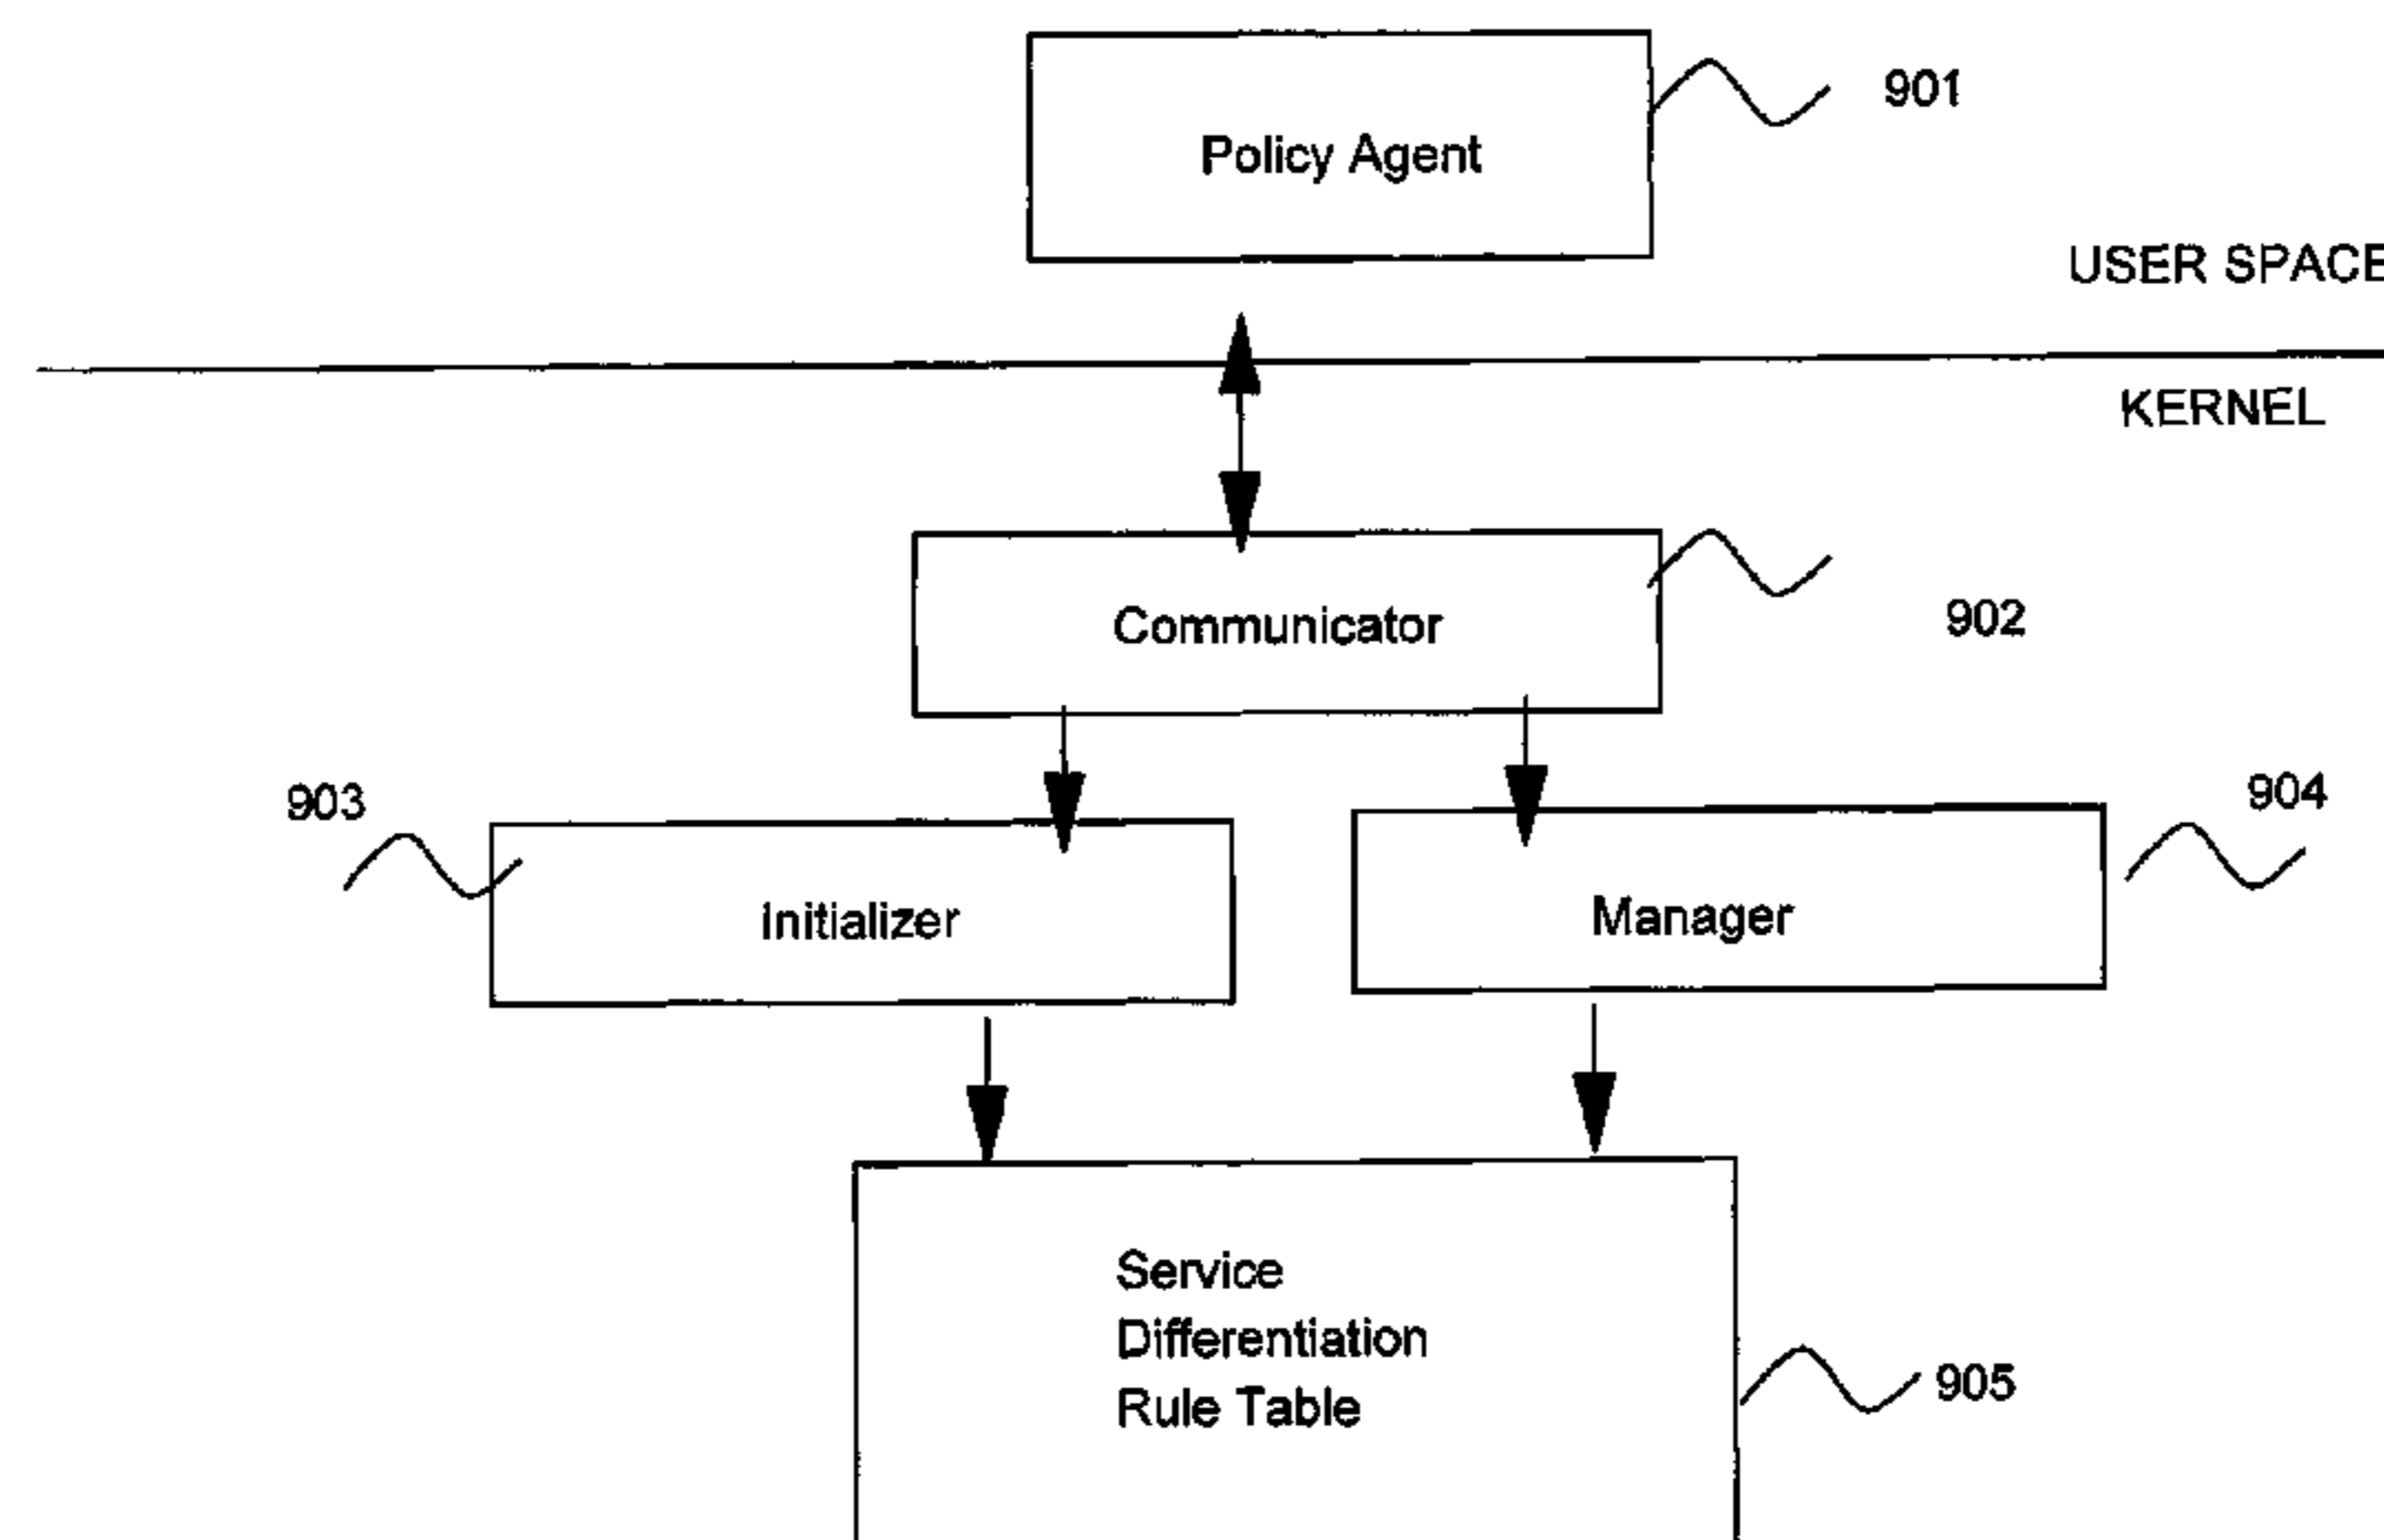 901
Policy Agent
USER SPACE
KERNEL
Communicator
902
903
904
Initializer
Manager
Service
Differentiation
Rule Table
905